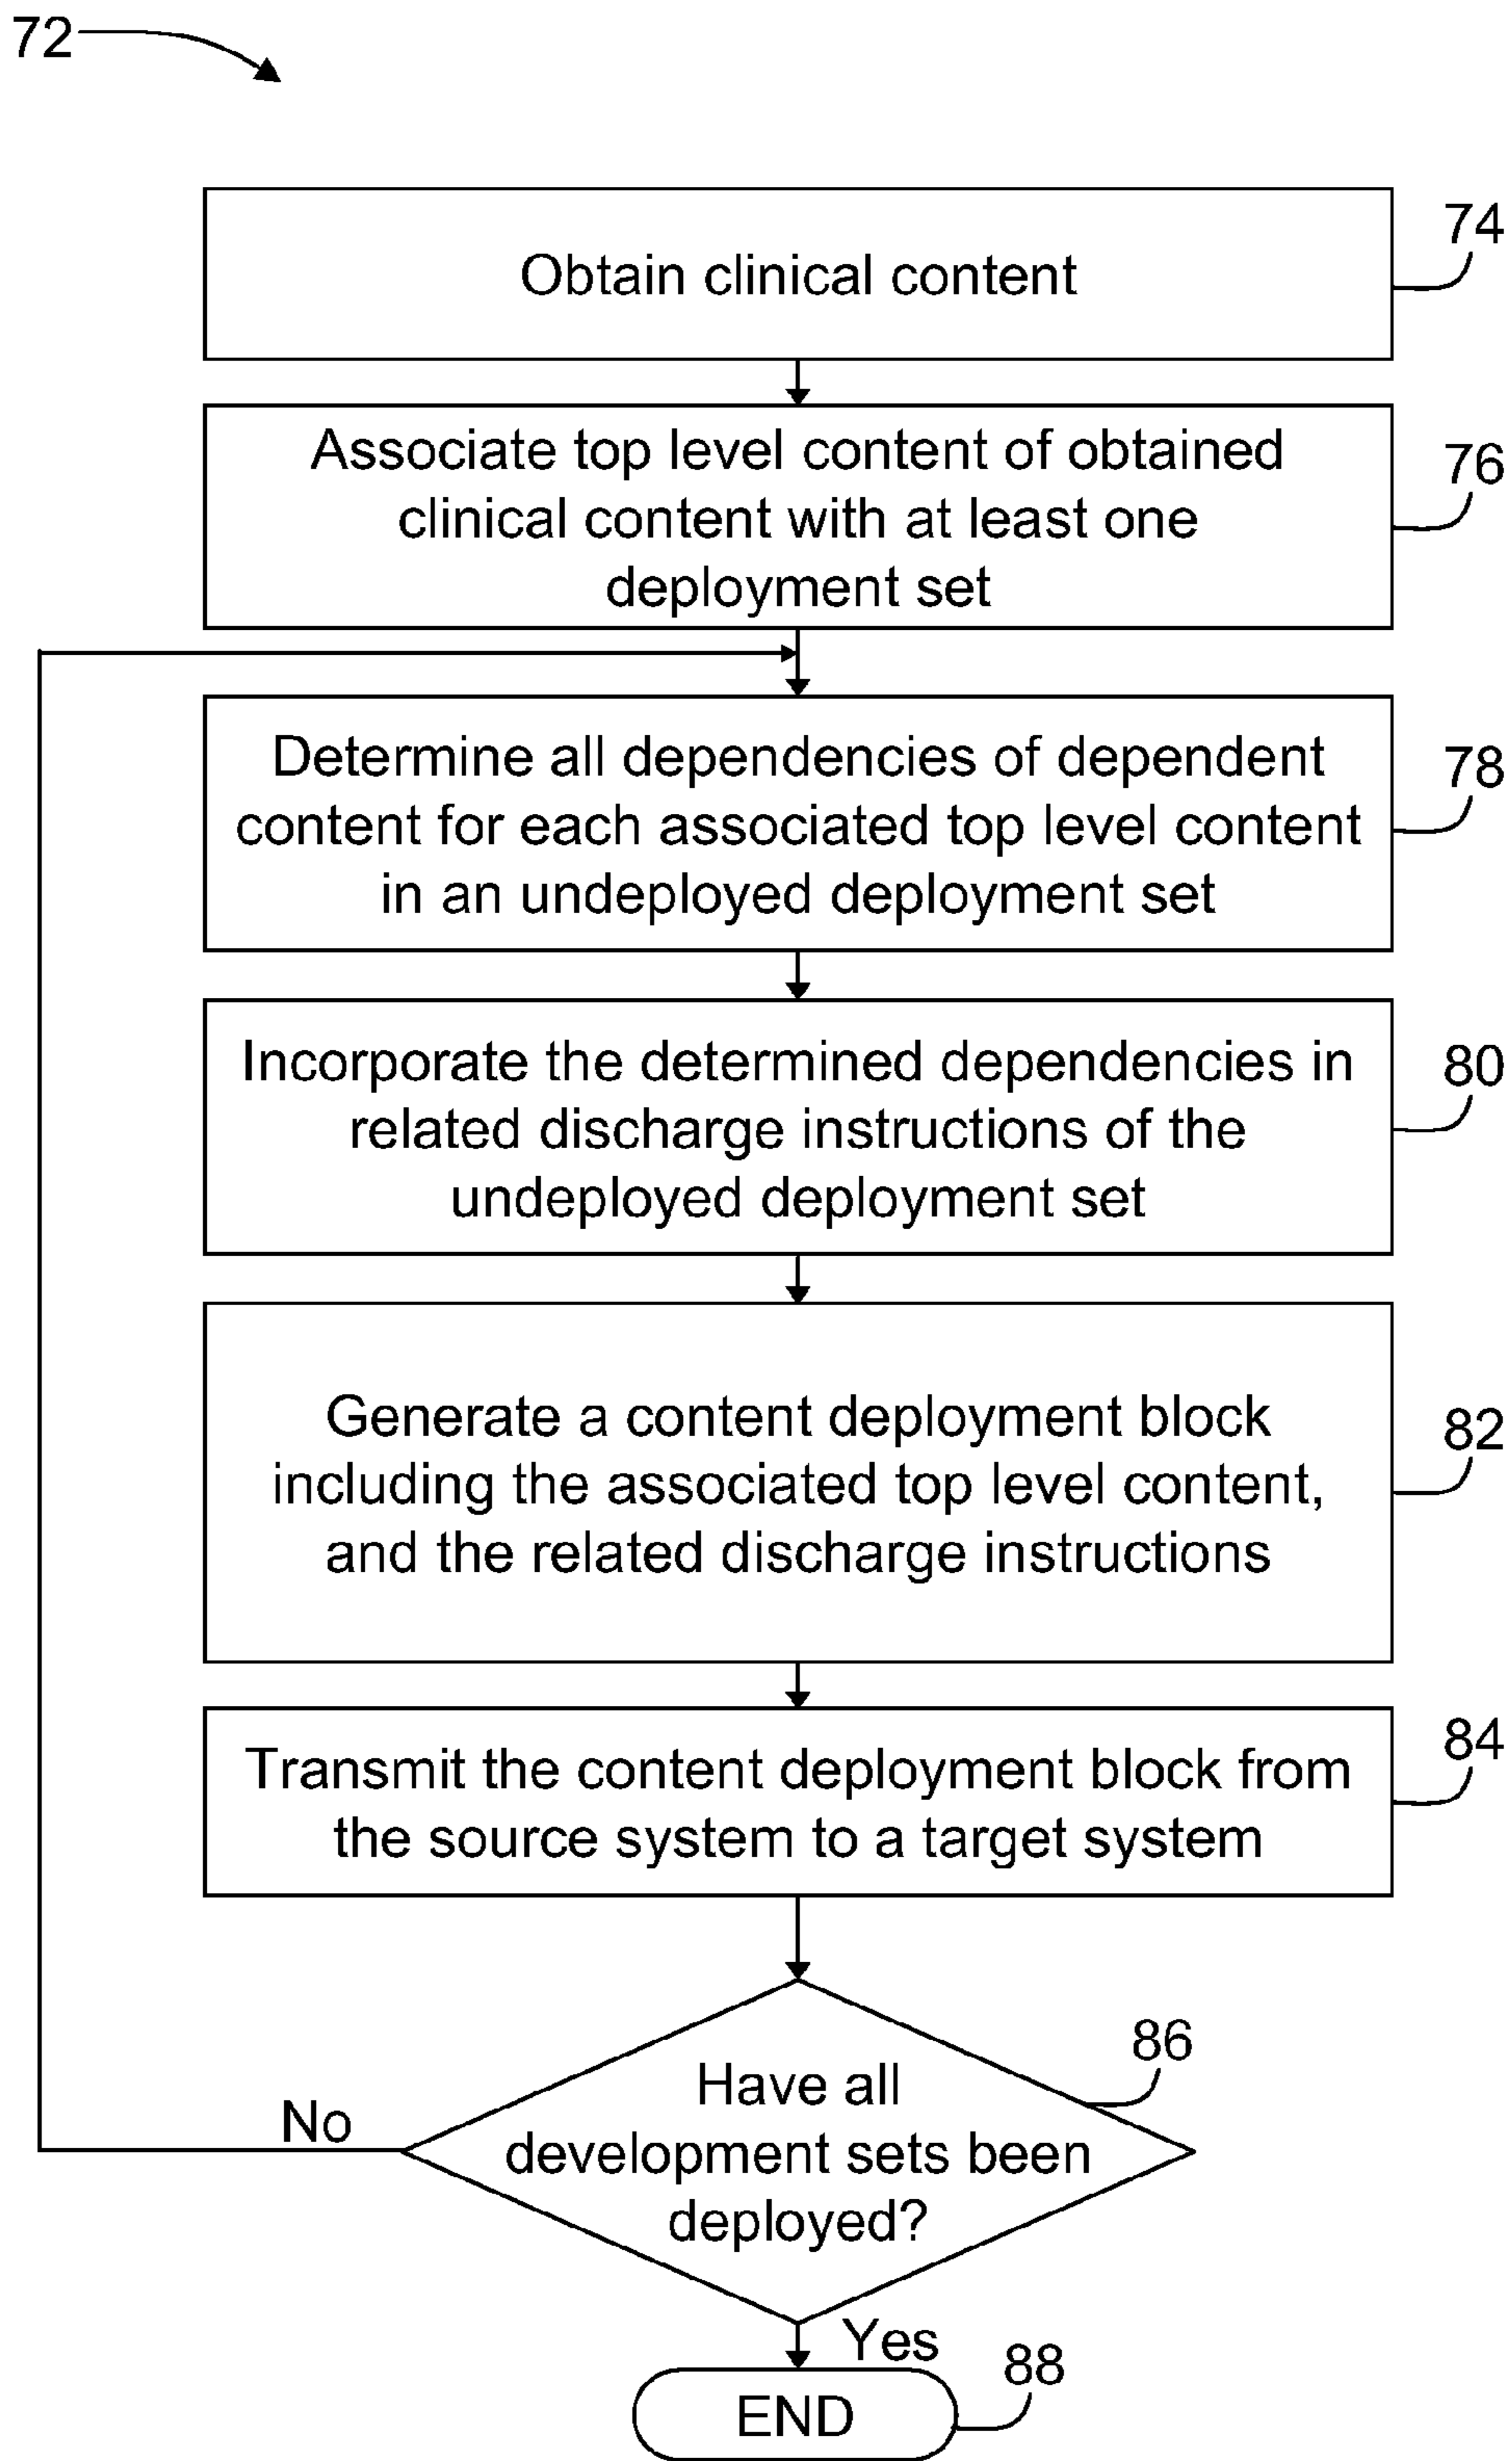 72
Obtain clinical content
74
Associate top level content of obtained
clinical content with at least one
deployment set
76
Determine all dependencies of dependent
content for each associated top level content
in an undeployed deployment set
78
Incorporate the determined dependencies in
related discharge instructions of the
undeployed deployment set
80
Generate a content deployment block
including the associated top level content,
and the related discharge instructions
82
Transmit the content deployment block from
the source system to a target system
84
Have all
development sets been
deployed?
86
No
Yes
END
88